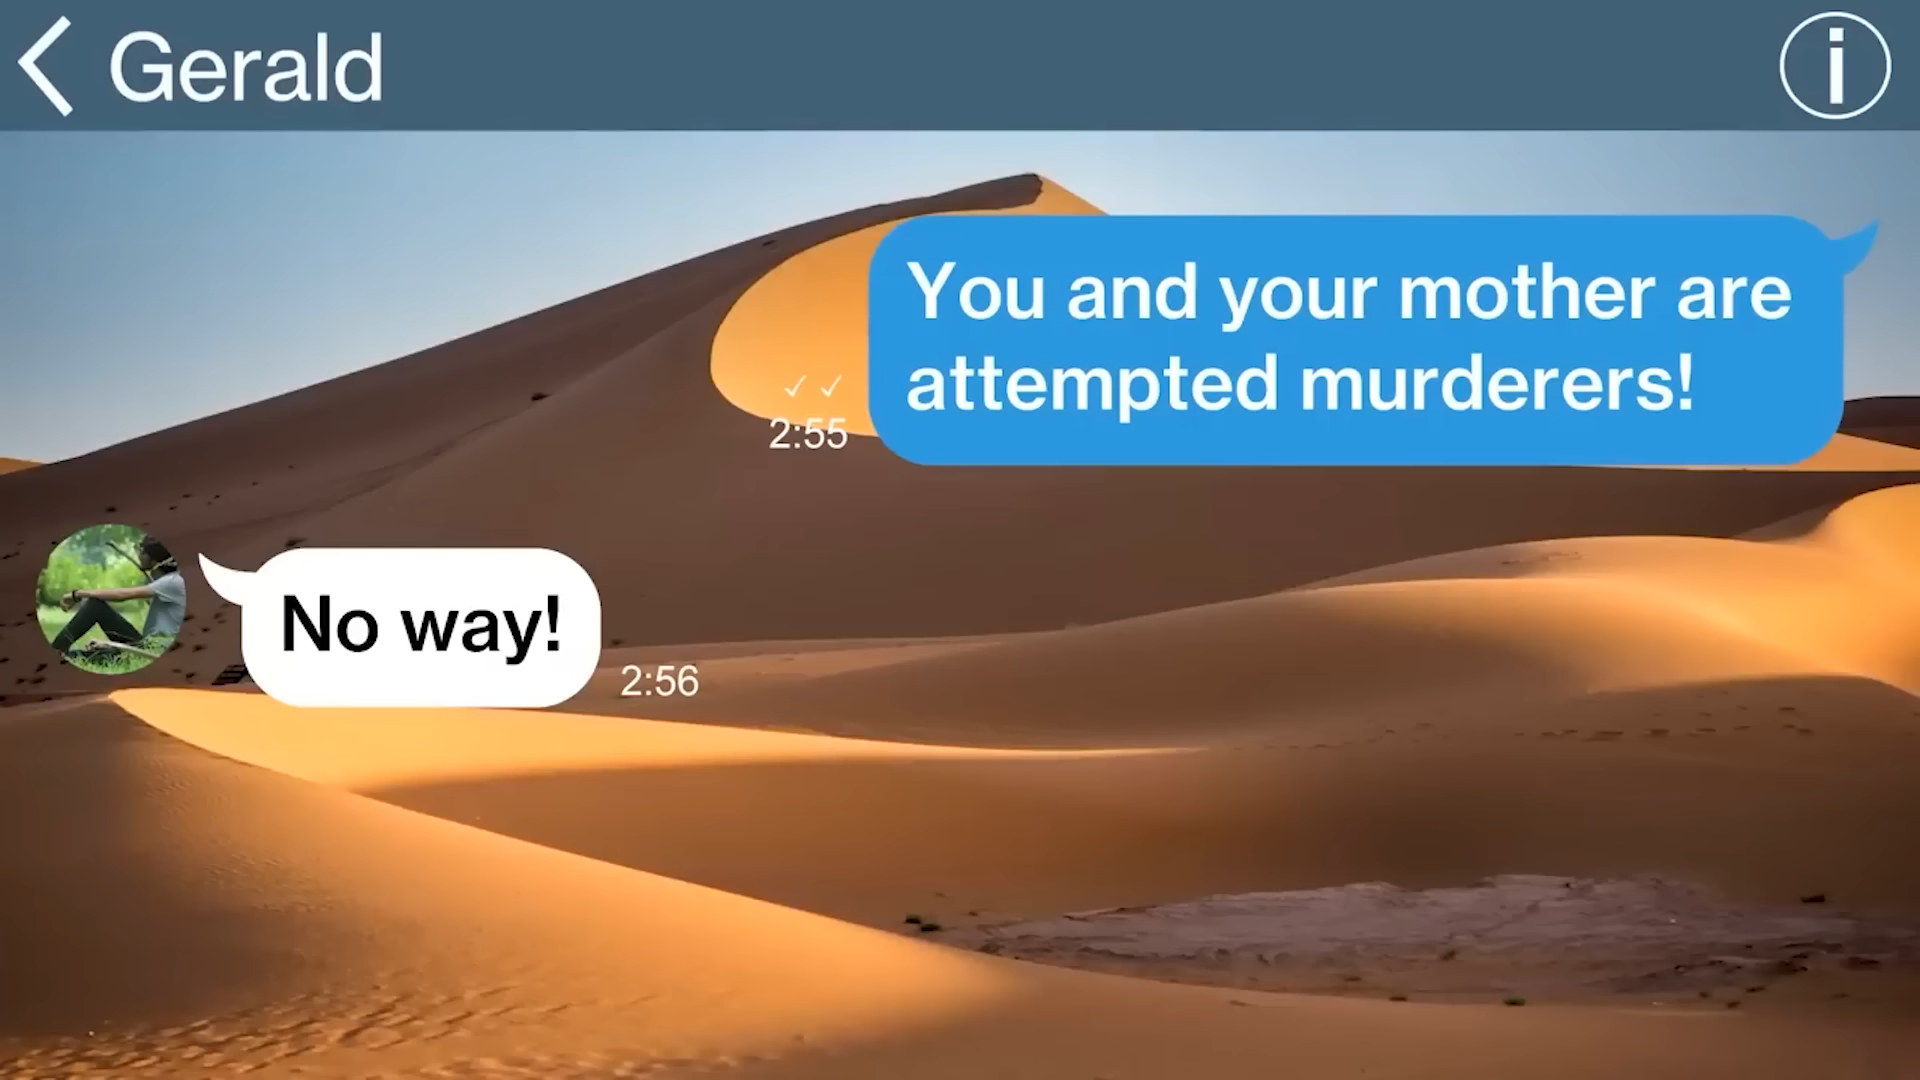 Gerald
i
You and your mother are
attempted murderers!
✓✓
2:55
No way!
2:56